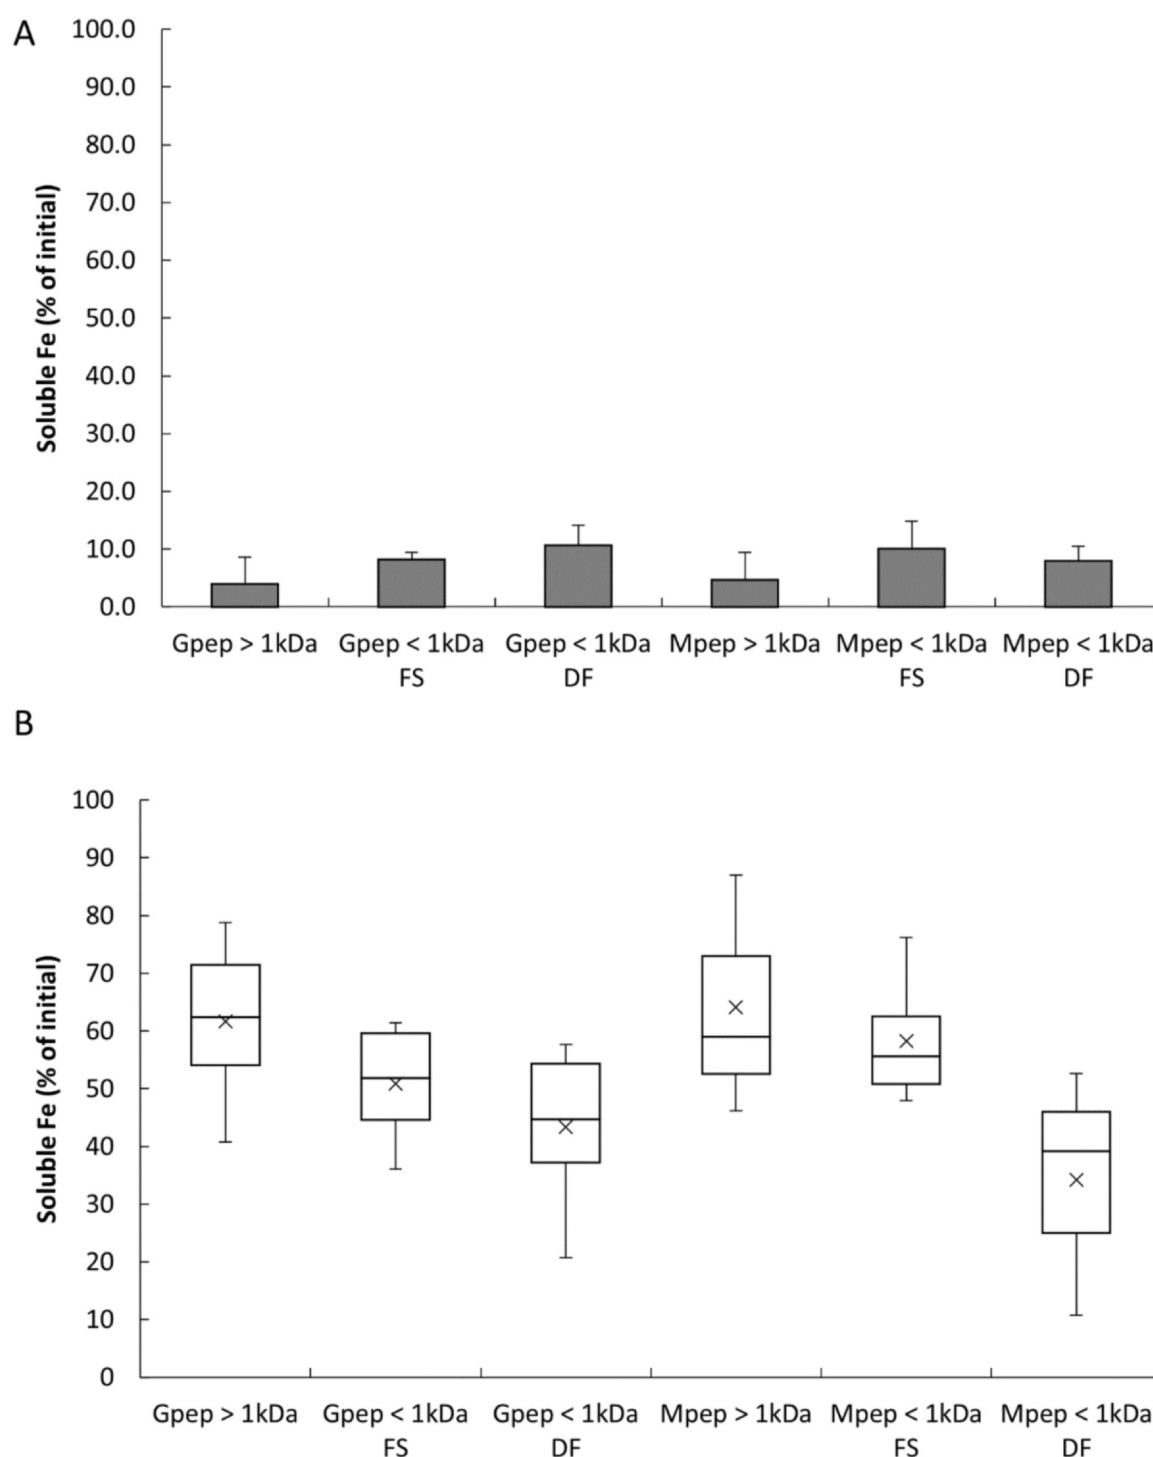 A
100.0
90.0
80.0
70.0
60.0
50.0
40.0
30.0
20.0
10.0
0.0
Soluble Fe (% of initial)
Gpep > 1kDa Gpep < 1kDa Gpep < 1kDa Mpep > 1kDa Mpep < 1kDa Mpep < 1kDa
FS DF FS DF
B
100
90
80
70
60
50
40
30
20
10
0
Soluble Fe (% of initial)
Gpep > 1kDa Gpep < 1kDa Gpep < 1kDa Mpep > 1kDa Mpep < 1kDa Mpep < 1kDa
FS DF FS DF